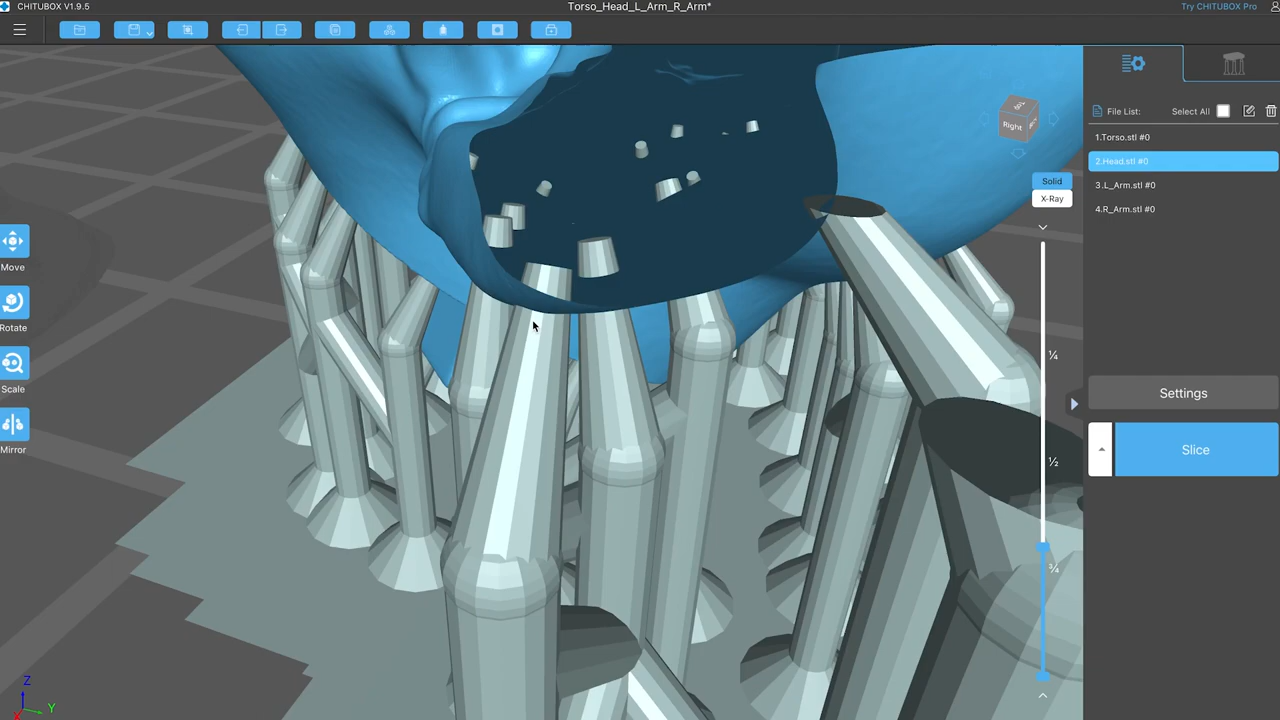 CHITUBOX V1.9.5
Torso_Head_L_Arm_R_Arm*
Try CHITUBOX Pro
File List:
Select All
1.Torso.stl #0
2.Head.stl #0
3.L_Arm.stl #0
4.R_Arm.stl #0
Right
Solid
X-Ray
Move
Rotate
Scale
Mirror
¼
½
¾
Settings
Slice
Z
Y
X